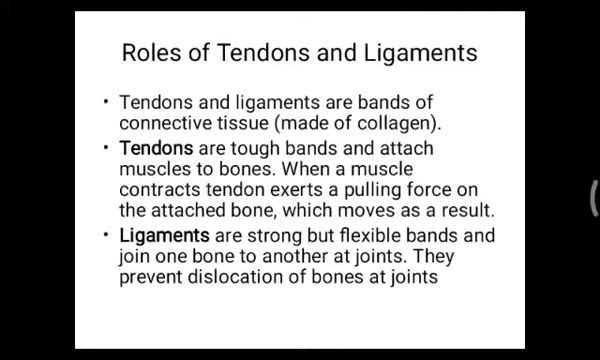 Roles of Tendons and Ligaments
• Tendons and ligaments are bands of
connective tissue (made of collagen).
• Tendons are tough bands and attach
muscles to bones. When a muscle
contracts tendon exerts a pulling force on
the attached bone, which moves as a result.
• Ligaments are strong but flexible bands and
join one bone to another at joints. They
prevent dislocation of bones at joints